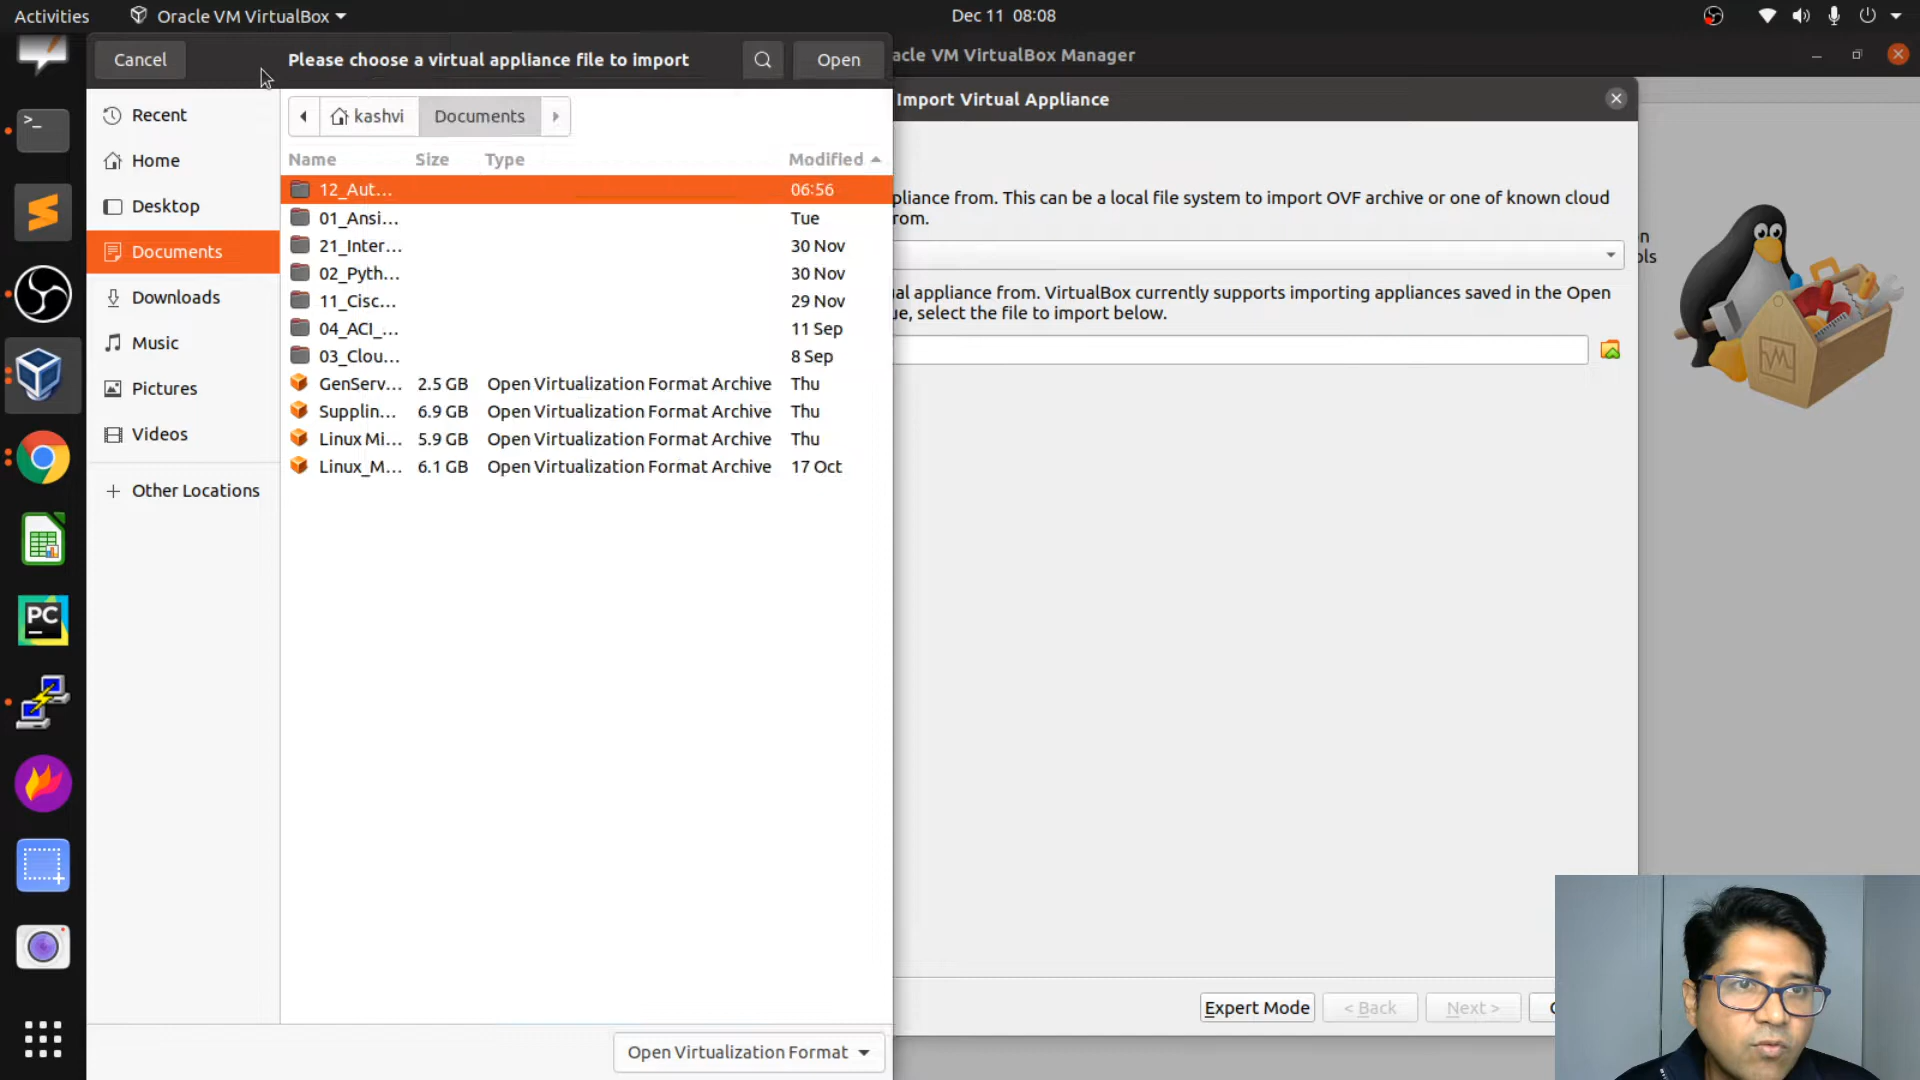 Activities
Oracle VM VirtualBox
Dec 11 08:08
Cancel
Please choose a virtual appliance file to import
Open
acle VM VirtualBox Manager
Import Virtual Appliance
Recent
Home
Desktop
Documents
Downloads
Music
Pictures
Videos
Other Locations
kashvi
Documents
Name Size Type Modified
12_Aut... 06:56
01_Ansi... Tue
21_Inter... 30 Nov
02_Pyth... 30 Nov
11_Cisc... 29 Nov
04_ACI_... 11 Sep
03_Clou... 8 Sep
GenServ... 2.5 GB Open Virtualization Format Archive Thu
Supplin... 6.9 GB Open Virtualization Format Archive Thu
Linux Mi... 5.9 GB Open Virtualization Format Archive Thu
Linux_M... 6.1 GB Open Virtualization Format Archive 17 Oct
pliance from. This can be a local file system to import OVF archive or one of known cloud
rom.
n
ols
al appliance from. VirtualBox currently supports importing appliances saved in the Open
ue, select the file to import below.
PC
Expert Mode
< Back
Next >
Open Virtualization Format